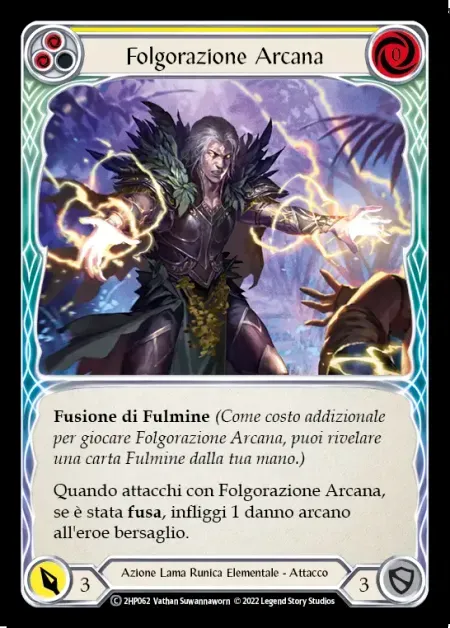 Folgorazione Arcana
0
Fusione di Fulmine (Come costo addizionale
per giocare Folgorazione Arcana, puoi rivelare
una carta Fulmine dalla tua mano.)
Quando attacchi con Folgorazione Arcana,
se è stata fusa, infliggi 1 danno arcano
all'eroe bersaglio.
3
Azione Lama Runica Elementale - Attacco
3
C 2HP062 Vathan Suwannaworn © 2022 Legend Story Studios